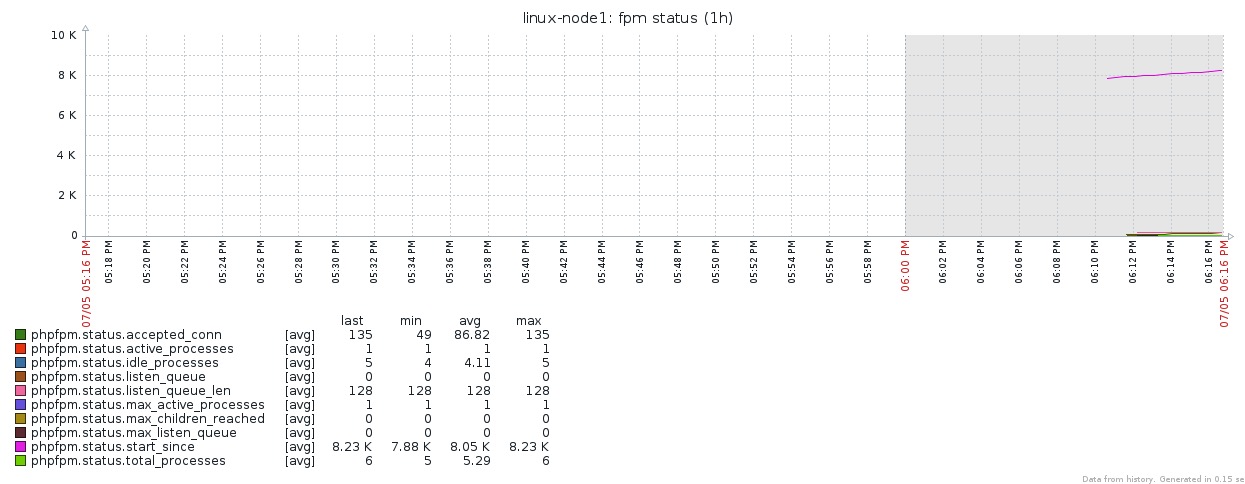 linux-node1: fpm status (1h)
10 K
8 K
6 K
4 K
2 K
0
07/05 05:16 PM
05:18 PM
05:20 PM
05:22 PM
05:24 PM
05:26 PM
05:28 PM
05:30 PM
05:32 PM
05:34 PM
05:36 PM
05:38 PM
05:40 PM
05:42 PM
05:44 PM
05:46 PM
05:48 PM
05:50 PM
05:52 PM
05:54 PM
05:56 PM
05:58 PM
06:00 PM
06:02 PM
06:04 PM
06:06 PM
06:08 PM
06:10 PM
06:12 PM
06:14 PM
06:16 PM
07/05 06:16 PM
last min avg max
phpfpm.status.accepted_conn [avg] 135 49 86.82 135
phpfpm.status.active_processes [avg] 1 1 1 1
phpfpm.status.idle_processes [avg] 5 4 4.11 5
phpfpm.status.listen_queue [avg] 0 0 0 0
phpfpm.status.listen_queue_len [avg] 128 128 128 128
phpfpm.status.max_active_processes [avg] 1 1 1 1
phpfpm.status.max_children_reached [avg] 0 0 0 0
phpfpm.status.max_listen_queue [avg] 0 0 0 0
phpfpm.status.start_since [avg] 8.23 K 7.88 K 8.05 K 8.23 K
phpfpm.status.total_processes [avg] 6 5 5.29 6
Data from history. Generated in 0.15 se